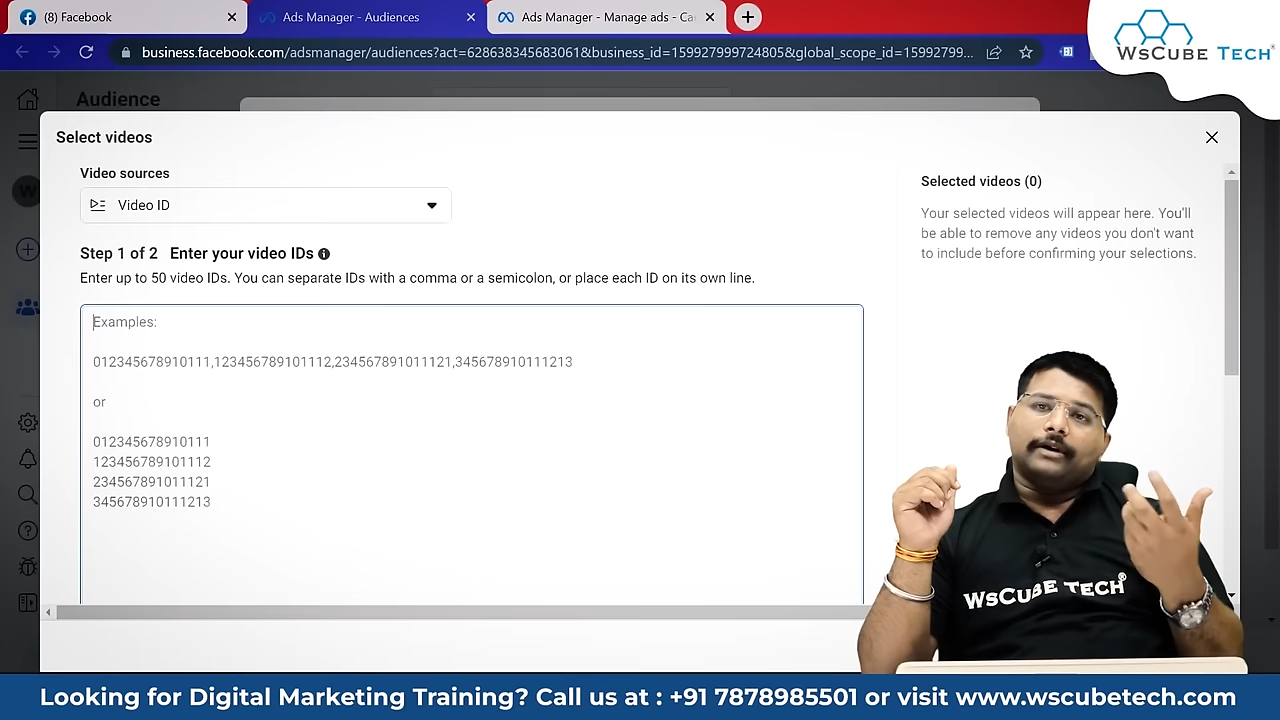 (8) Facebook
Ads Manager - Audiences
Ads Manager - Manage ads - Ca
business.facebook.com/adsmanager/audiences?act=628638345683061&business_id=159927999724805&global_scope_id=15992799...
WsCube Tech®
Audience
Select videos
Video sources
Video ID
Step 1 of 2 Enter your video IDs
Enter up to 50 video IDs. You can separate IDs with a comma or a semicolon, or place each ID on its own line.
Examples:
012345678910111,123456789101112,234567891011121,345678910111213
or
012345678910111
123456789101112
234567891011121
345678910111213
Selected videos (0)
Your selected videos will appear here. You'll
be able to remove any videos you don't want
to include before confirming your selections.
WsCube Tech®
Looking for Digital Marketing Training? Call us at : +91 7878985501 or visit www.wscubetech.com